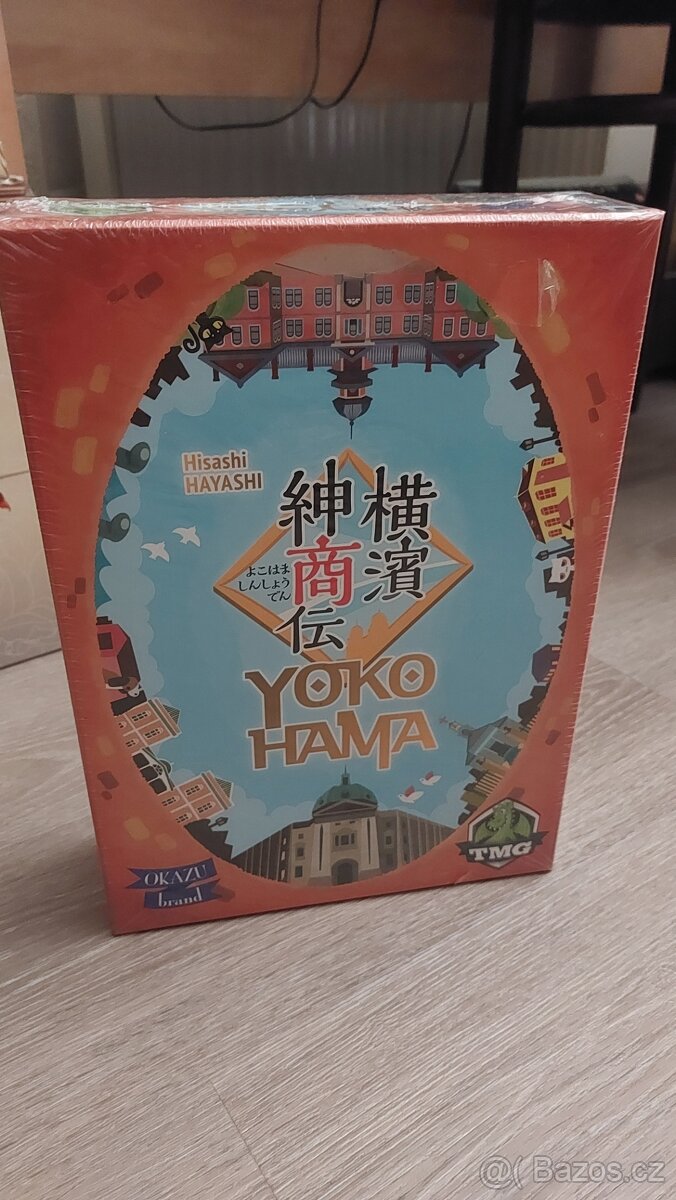 Hisashi
HAYASHI
横濱
紳商伝
よこはま
しんしょう
でん
YOKO
HAMA
OKAZU
brand
TMG
@( Bazos.cz